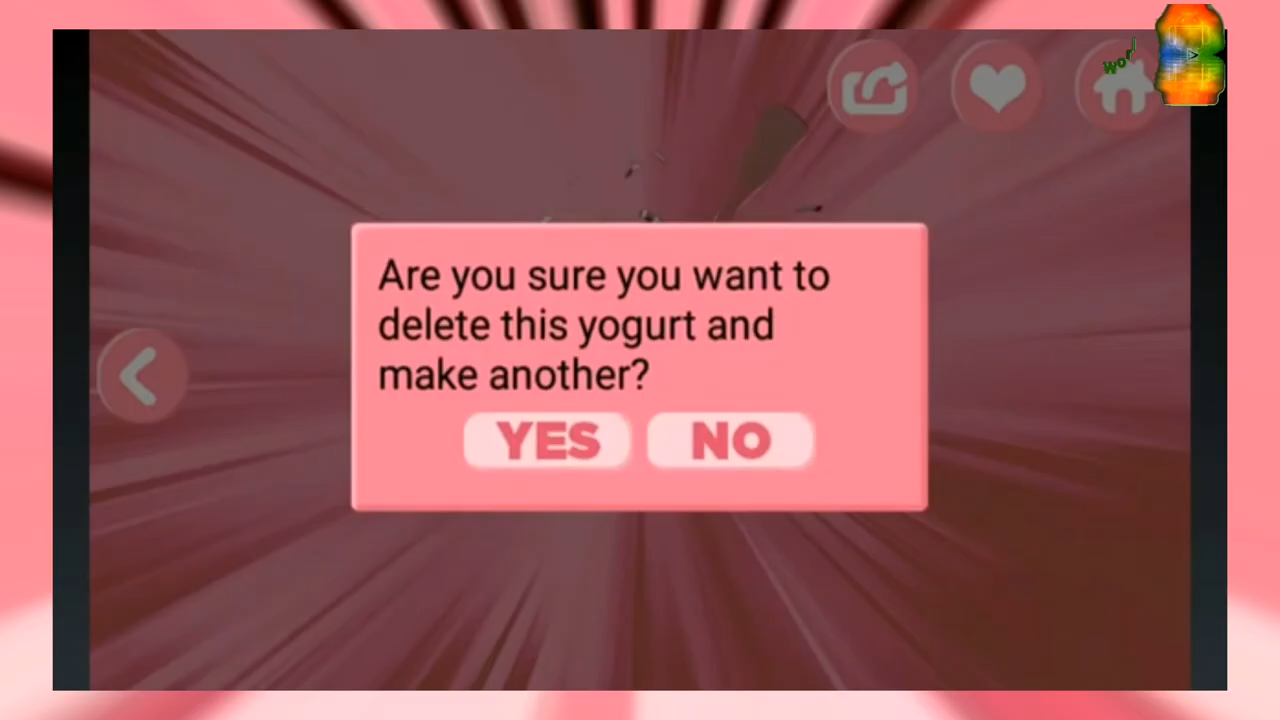 Are you sure you want to
delete this yogurt and
make another?
YES NO